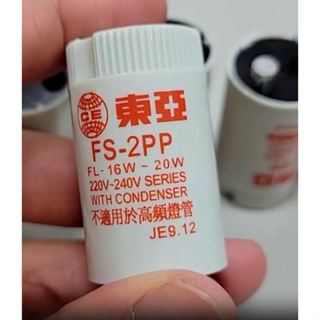 CE 東亞
FS-2PP
FL-16W~20W
220V~240V SERIES
WITH CONDENSER
不適用於高頻燈管
JE9.12